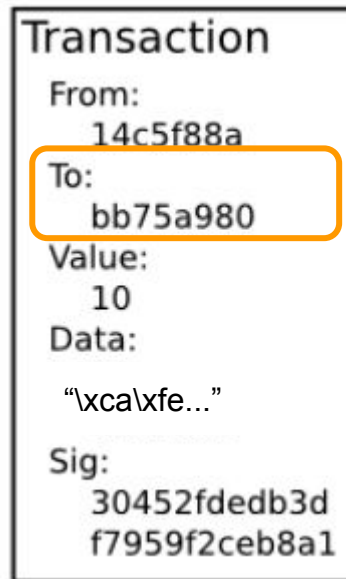 Transaction
From:
14c5f88a
To:
bb75a980
Value:
10
Data:
“\xca\xfe...”
Sig:
30452fdedb3d
f7959f2ceb8a1